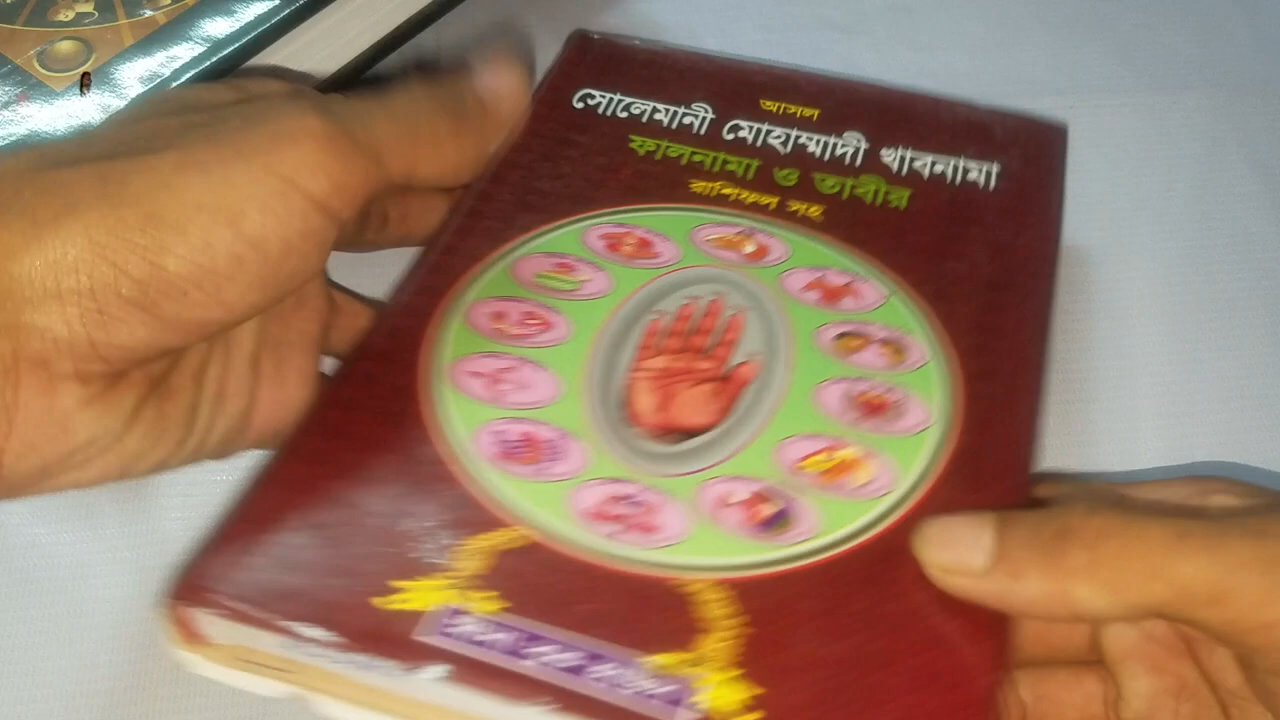 আসল
সোলেমানী মোহাম্মাদী খাবনামা
ফালনামা ও তাবীর
রাশিফল সহ